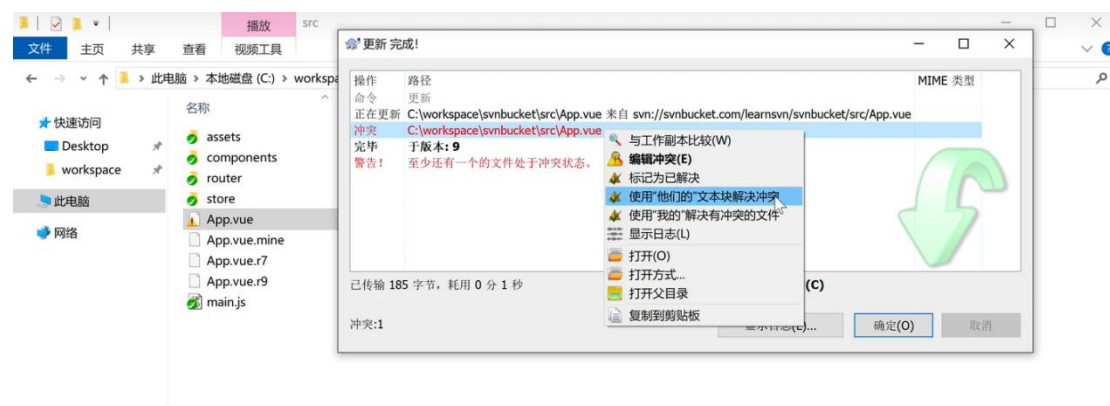 播放 src
文件 主页 共享 查看 视频工具
此电脑 > 本地磁盘 (C:) > workspa
快速访问
Desktop
workspace
此电脑
网络
名称
assets
components
router
store
App.vue
App.vue.mine
App.vue.r7
App.vue.r9
main.js
更新 完成!
操作 路径 MIME 类型
命令 更新
正在更新 C:\workspace\svnbucket\src\App.vue 来自 svn://svnbucket.com/learnsvn/svnbucket/src/App.vue
冲突 C:\workspace\svnbucket\src\App.vue
完毕 于版本: 9
警告! 至少还有一个的文件处于冲突状态。
与工作副本比较(W)
编辑冲突(E)
标记为已解决
使用"他们的"文本块解决冲突
使用"我的"解决有冲突的文件
显示日志(L)
打开(O)
打开方式...
打开父目录
复制到剪贴板
已传输 185 字节，耗用 0 分 1 秒
(C)
冲突:1
确定(O) 取消